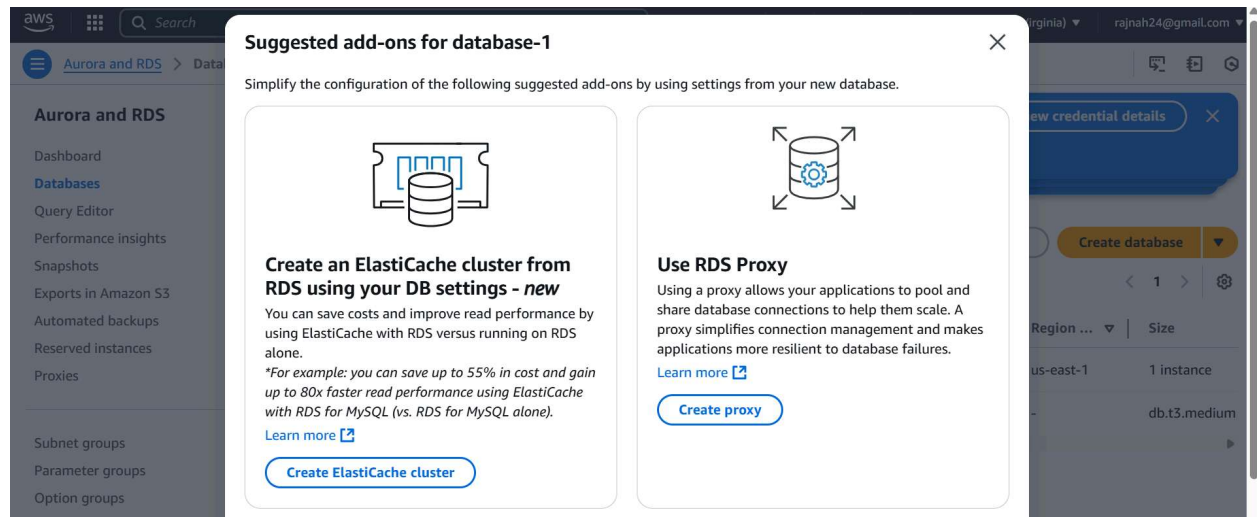 aws
Search
irginia)
rajnah24@gmail.com
Aurora and RDS > Data
Suggested add-ons for database-1
Simplify the configuration of the following suggested add-ons by using settings from your new database.
Aurora and RDS
Dashboard
Databases
Query Editor
Performance insights
Snapshots
Exports in Amazon S3
Automated backups
Reserved instances
Proxies
Subnet groups
Parameter groups
Option groups
Create an ElastiCache cluster from
RDS using your DB settings - new
You can save costs and improve read performance by
using ElastiCache with RDS versus running on RDS
alone.
*For example: you can save up to 55% in cost and gain
up to 80x faster read performance using ElastiCache
with RDS for MySQL (vs. RDS for MySQL alone).
Learn more
Create ElastiCache cluster
Use RDS Proxy
Using a proxy allows your applications to pool and
share database connections to help them scale. A
proxy simplifies connection management and makes
applications more resilient to database failures.
Learn more
Create proxy
ew credential details
Create database
< 1 >
Region ... | Size
us-east-1 1 instance
- db.t3.medium